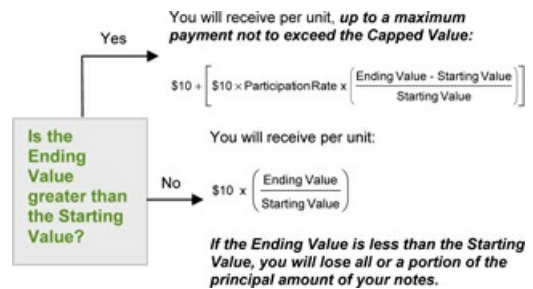 You will receive per unit, up to a maximum
payment not to exceed the Capped Value:
Yes
$10 + [$10 × Participation Rate x (Ending Value - Starting Value / Starting Value)]
Is the
Ending
Value
greater than
the Starting
Value?
You will receive per unit:
No
$10 x (Ending Value / Starting Value)
If the Ending Value is less than the Starting
Value, you will lose all or a portion of the
principal amount of your notes.